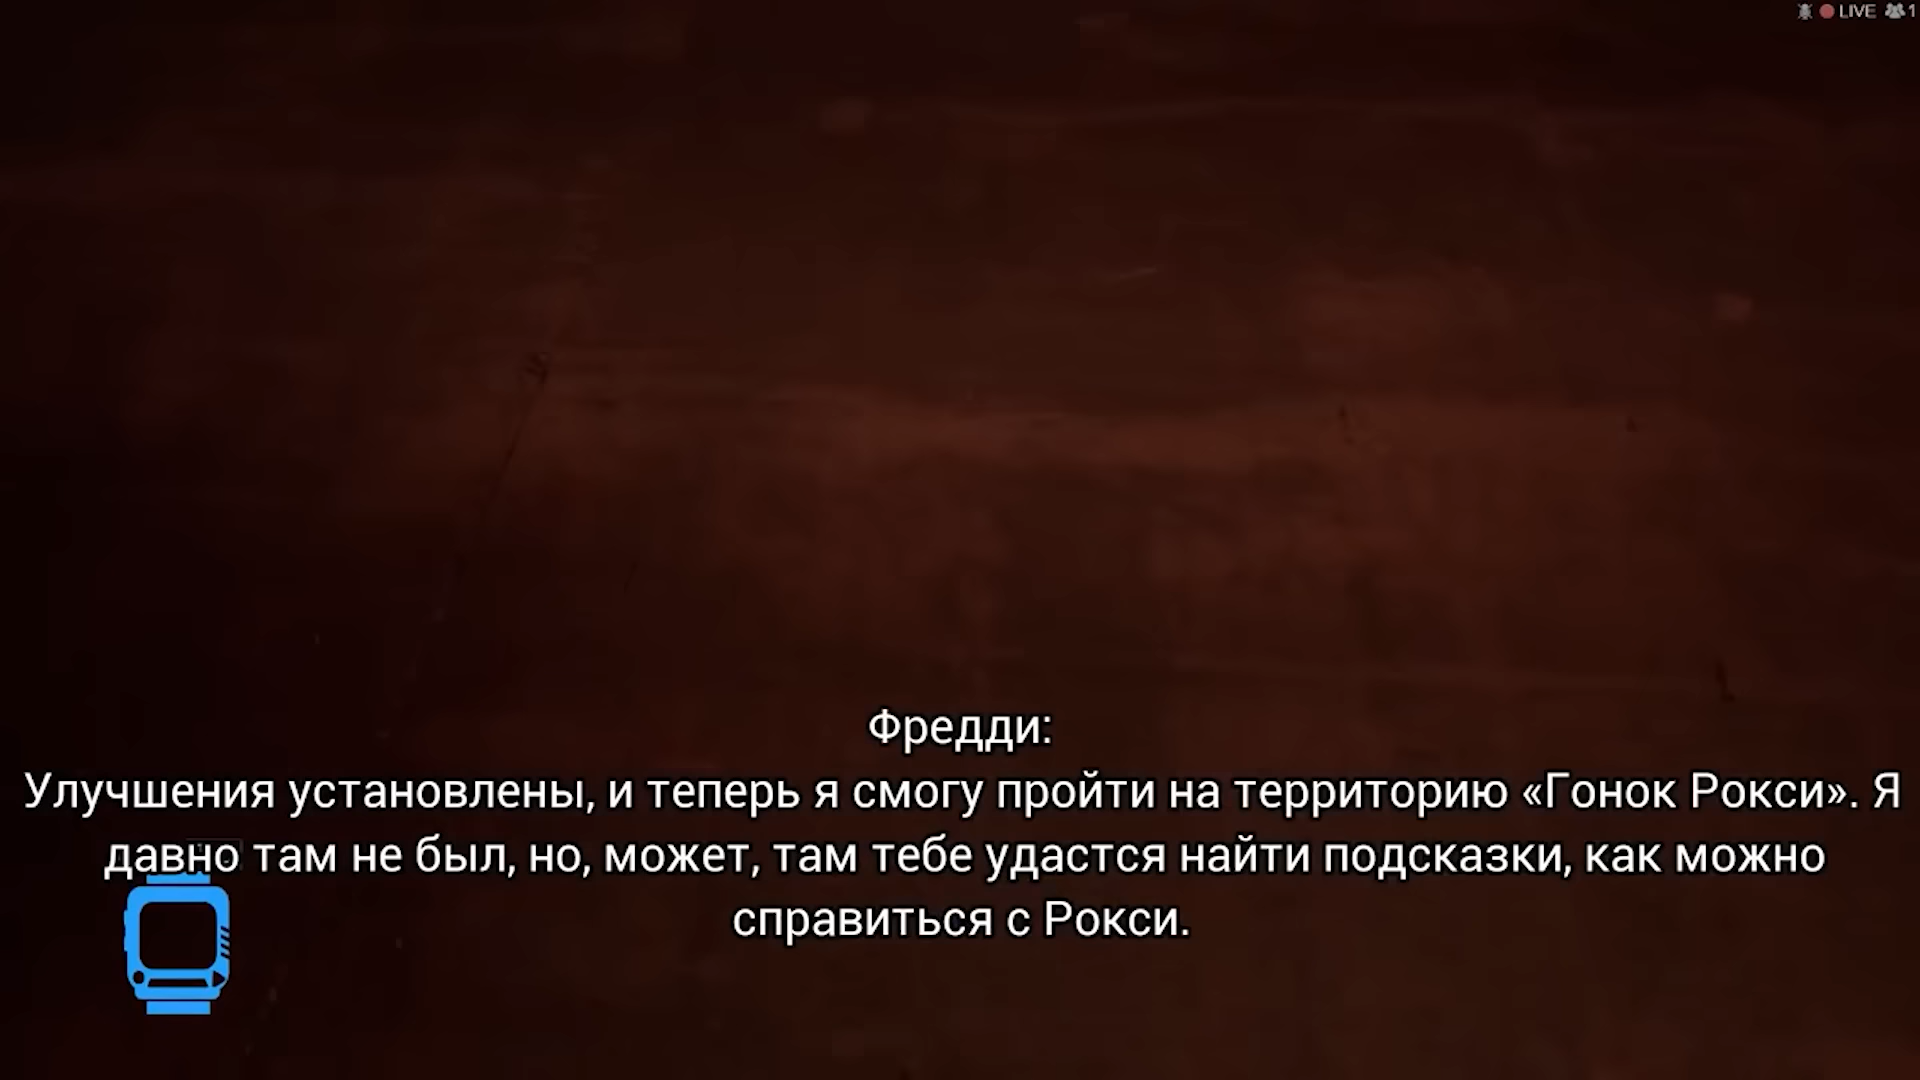 LIVE 1
Фредди:
Улучшения установлены, и теперь я смогу пройти на территорию «Гонок Рокси». Я
давно там не был, но, может, там тебе удастся найти подсказки, как можно
справиться с Рокси.